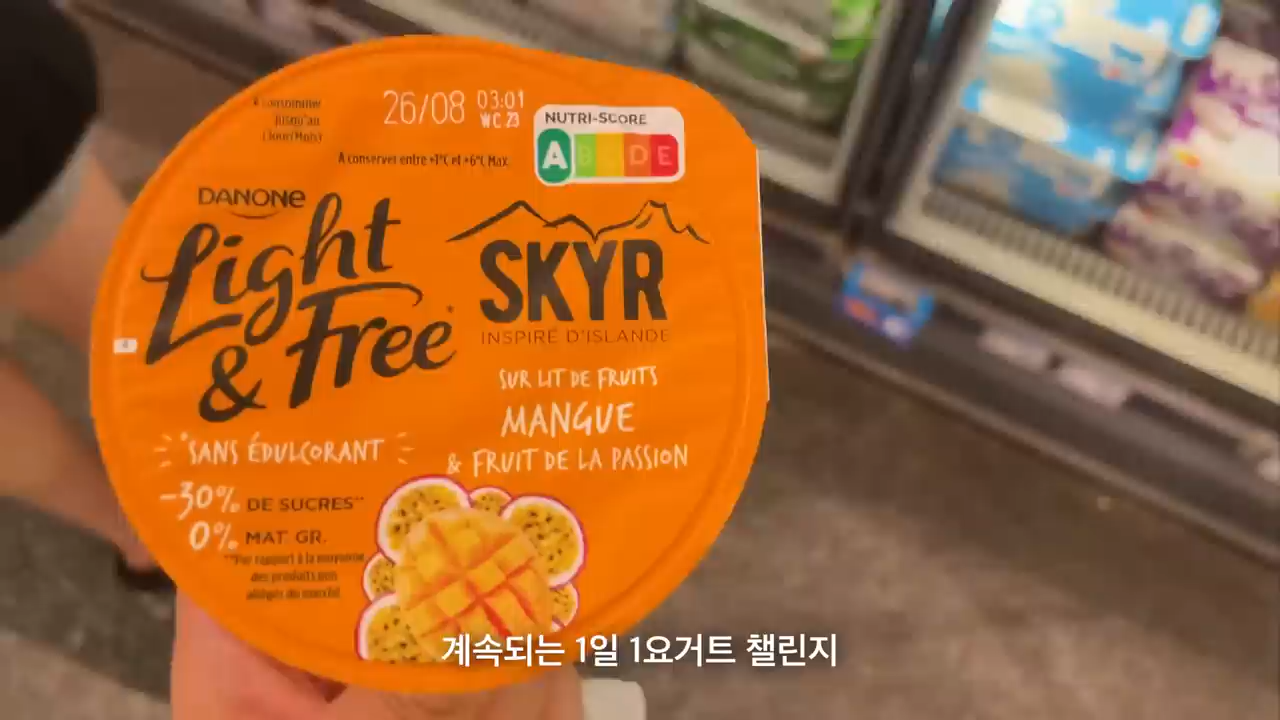 À consommer
jusqu'au
26/08 03:01
WC 23
NUTRI-SCORE
A B C D E
À conserver entre +1°C et +6°C Max.
DANONE
Light
& Free*
SKYR
INSPIRÉ D'ISLANDE
SUR LIT DE FRUITS
MANGUE
& FRUIT DE LA PASSION
*SANS ÉDULCORANT
-30% DE SUCRES**
0% MAT. GR.
**Par rapport à la moyenne
des produits non
allégés du marché
계속되는 1일 1요거트 챌린지